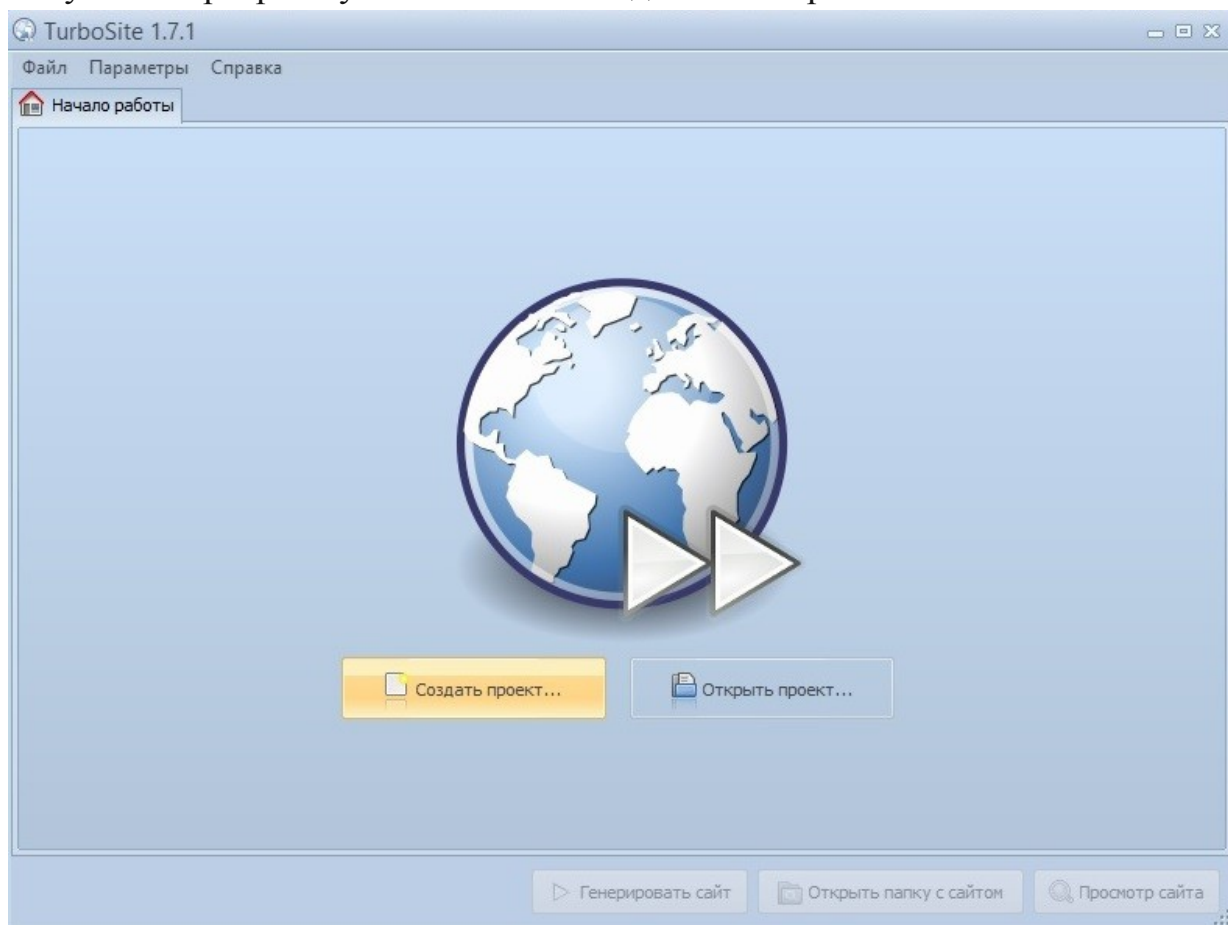 TurboSite 1.7.1
Файл Параметры Справка
Начало работы
Создать проект... Открыть проект...
Генерировать сайт Открыть папку с сайтом Просмотр сайта